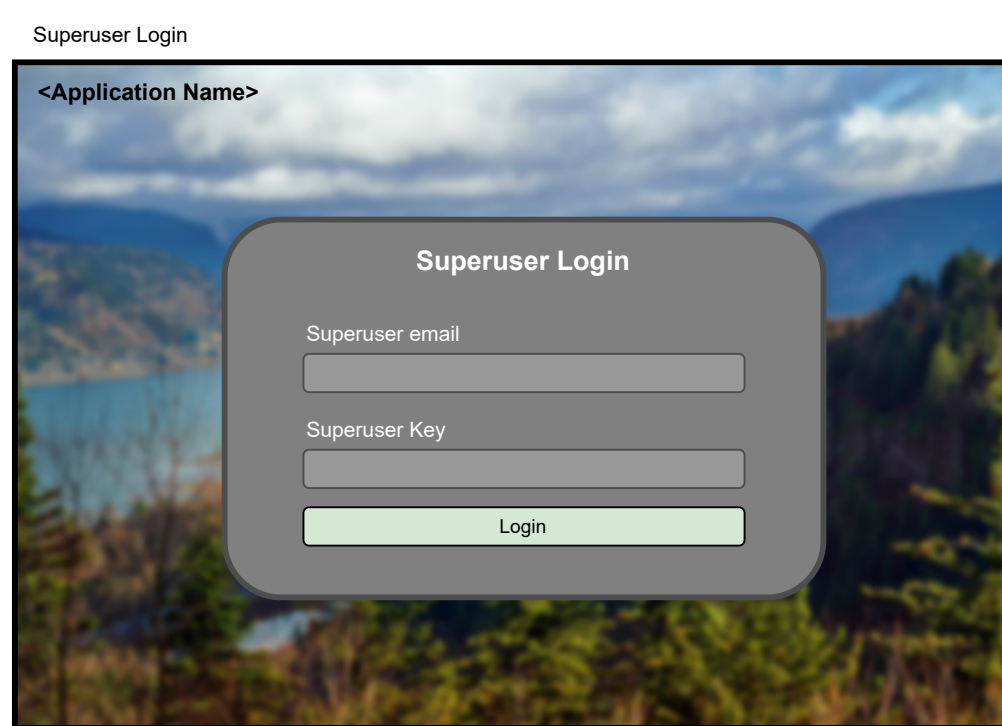 Superuser Login
<Application Name>
Superuser Login
Superuser email
Superuser Key
Login